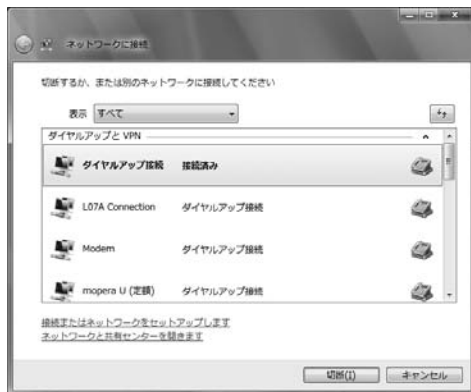 ネットワークに接続
切断するか、または別のネットワークに接続してください
表示 すべて
ダイヤルアップと VPN
ダイヤルアップ接続 接続済み
L07A Connection ダイヤルアップ接続
Modem ダイヤルアップ接続
mopera U (定額) ダイヤルアップ接続
接続またはネットワークをセットアップします
ネットワークと共有センターを開きます
切断(I) キャンセル